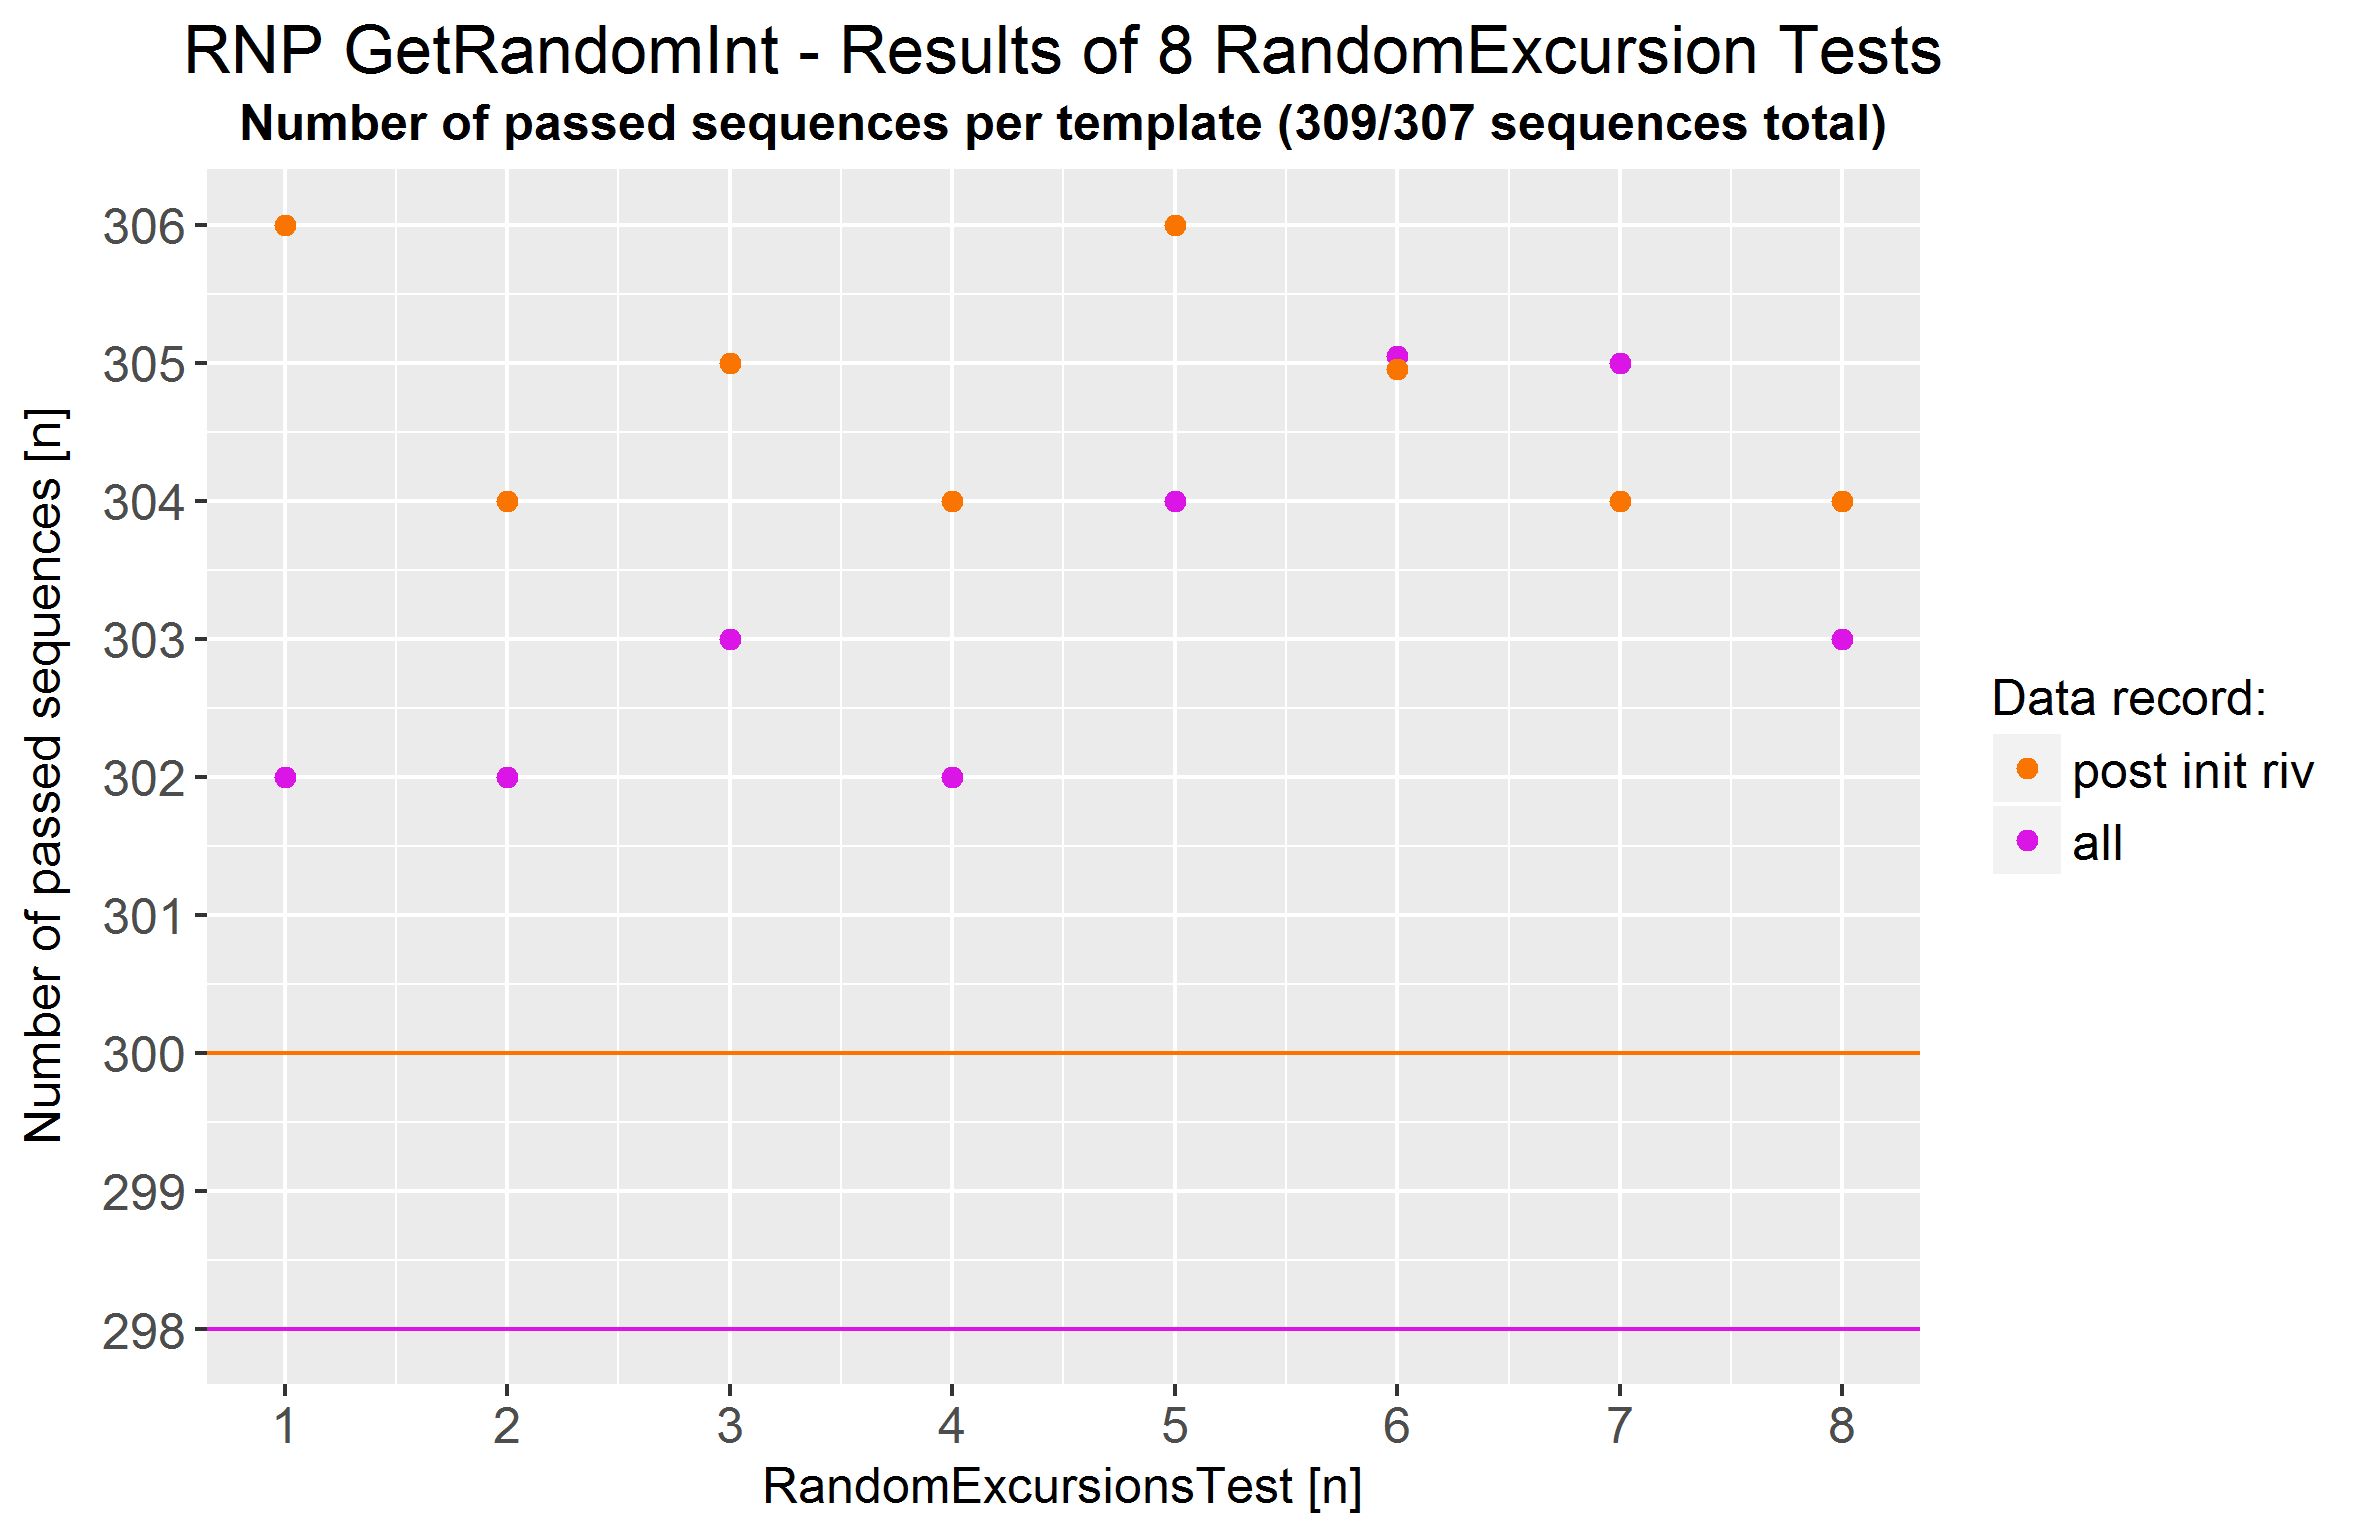 RNP GetRandomInt - Results of 8 RandomExcursion Tests
Number of passed sequences per template (309/307 sequences total)
Number of passed sequences [n]
306
305
304
303
302
301
300
299
298
1 2 3 4 5 6 7 8
RandomExcursionsTest [n]
Data record:
post init riv
all